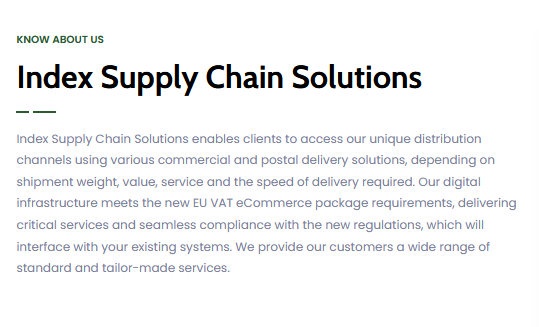 KNOW ABOUT US
Index Supply Chain Solutions
Index Supply Chain Solutions enables clients to access our unique distribution
channels using various commercial and postal delivery solutions, depending on
shipment weight, value, service and the speed of delivery required. Our digital
infrastructure meets the new EU VAT eCommerce package requirements, delivering
critical services and seamless compliance with the new regulations, which will
interface with your existing systems. We provide our customers a wide range of
standard and tailor-made services.